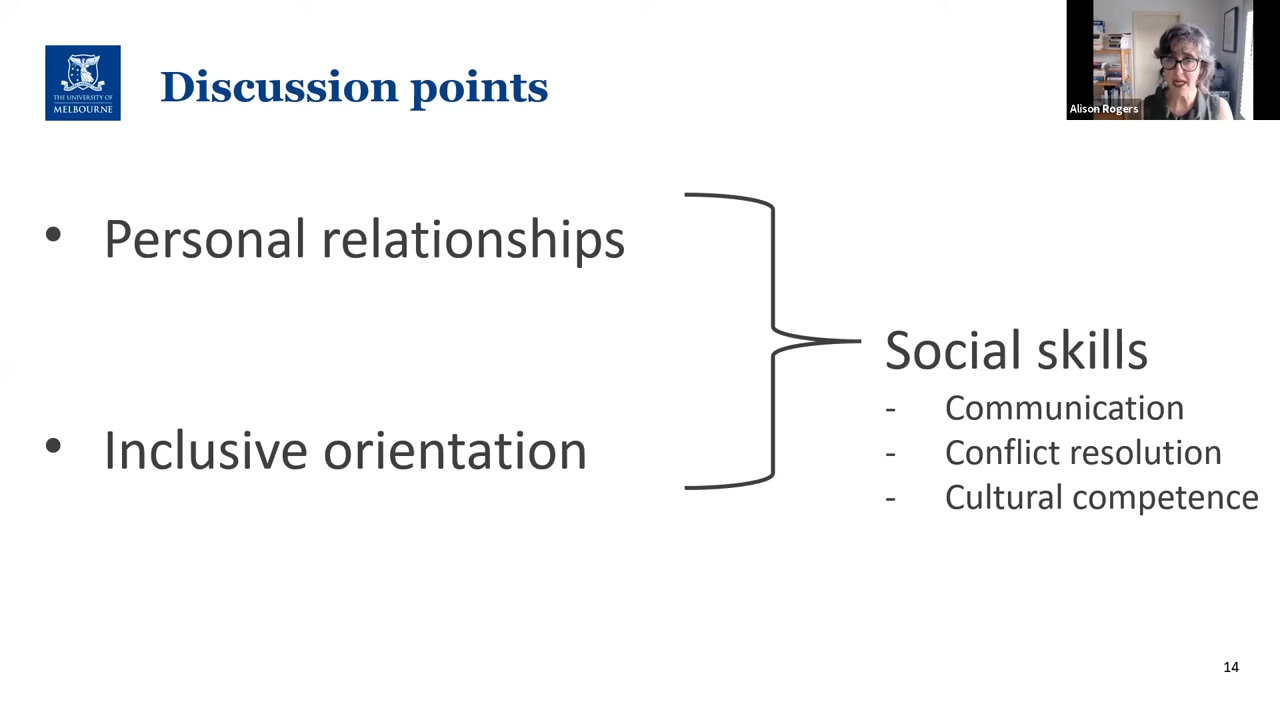 THE UNIVERSITY OF
MELBOURNE
Discussion points
Alison Rogers
• Personal relationships
• Inclusive orientation
Social skills
- Communication
- Conflict resolution
- Cultural competence
14